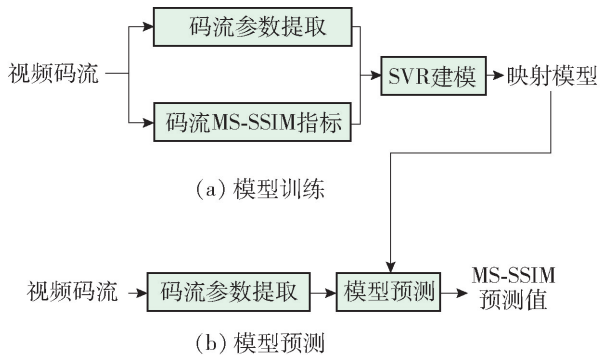 码流参数提取
视频码流
SVR建模
映射模型
码流MS-SSIM指标
(a) 模型训练
视频码流
码流参数提取
模型预测
MS-SSIM
预测值
(b) 模型预测